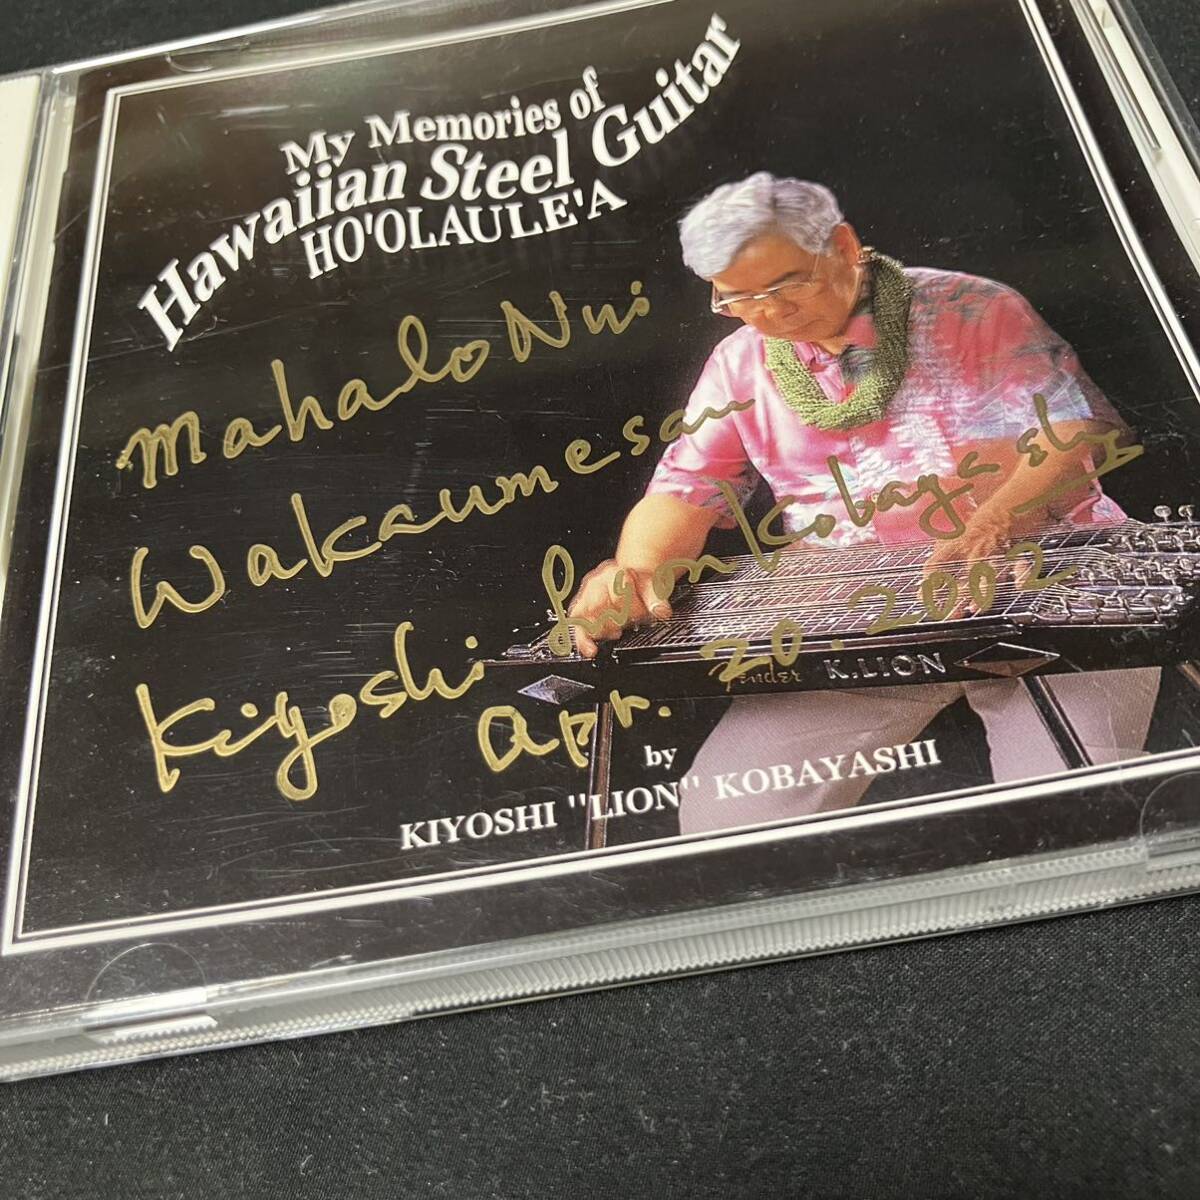 My Memories of
Hawaiian Steel Guitar
HO'OLAULE'A
Mahalo Nui
Wakaumesan
Kiyoshi Lion Kobayashi
Apr. 20. 2002
Fender K.LION
by
KIYOSHI "LION" KOBAYASHI